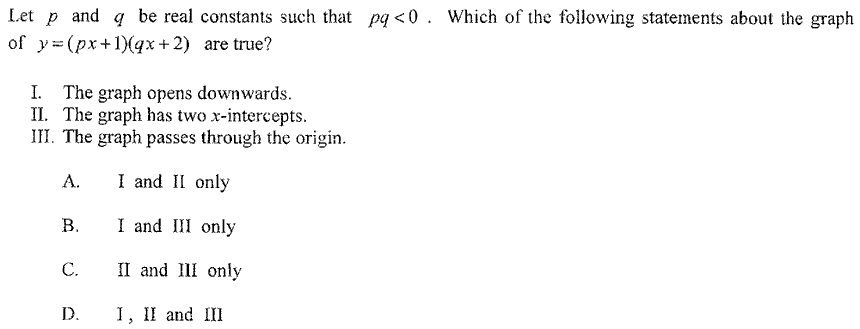 Let p and q be real constants such that pq < 0 . Which of the following statements about the graph
of y = (px + 1)(qx + 2) are true?
I. The graph opens downwards.
II. The graph has two x-intercepts.
III. The graph passes through the origin.
A. I and II only
B. I and III only
C. II and III only
D. I , II and III